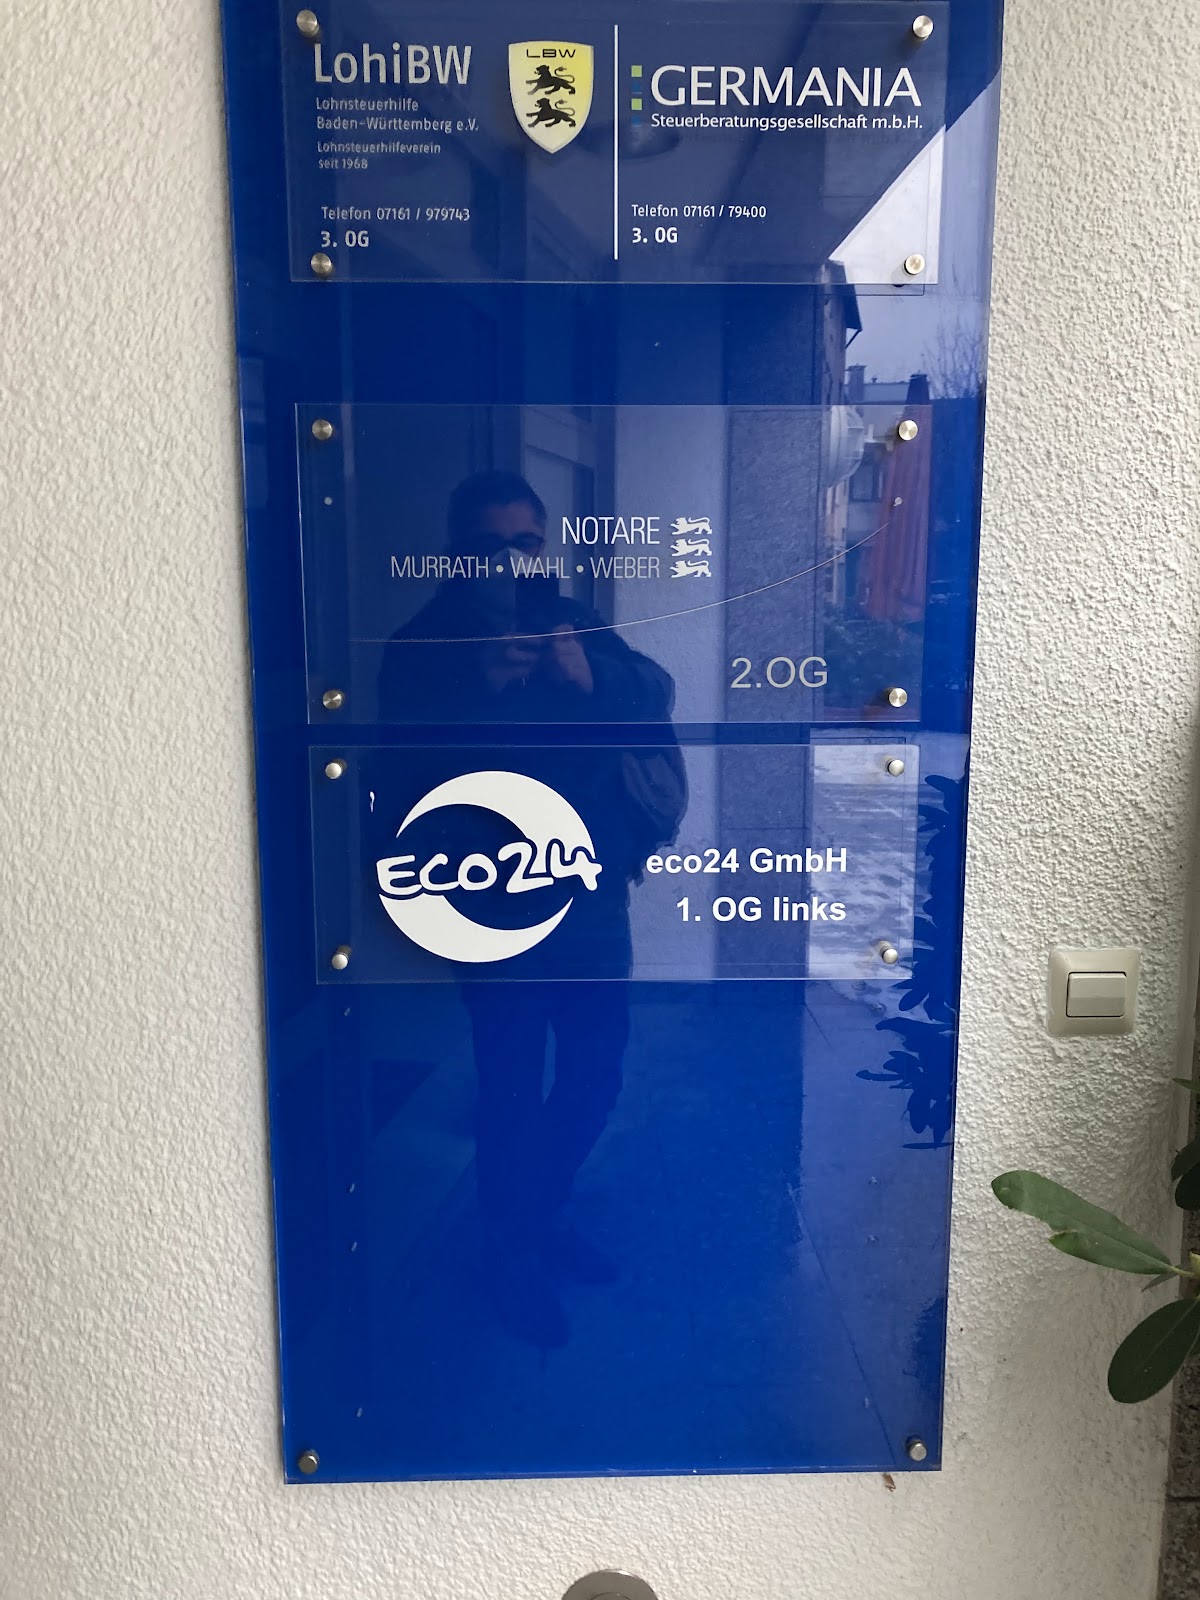 LohiBW
Lohnsteuerhilfe
Baden-Württemberg e.V.
Lohnsteuerhilfeverein
seit 1968
Telefon 07161 / 979743
3. OG
LBW
GERMANIA
Steuerberatungsgesellschaft m.b.H.
Telefon 07161 / 79400
3. OG
NOTARE
MURRATH • WAHL • WEBER
2.OG
ECO24
eco24 GmbH
1. OG links